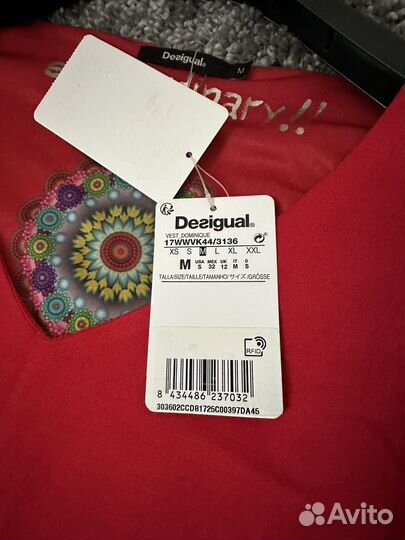 Desigual.
M
dinary!!
Desigual.
VEST_DOMINIQUE
17WWVK44/3136
XS S M L XL XXL
M USA S MEX 32 UK 12 IT M D S
TALLA/SIZE/TAILLE/TAMANHO/サイズ/GRÖSSE
RFID
8 434486 237032
303602CCD81725C00397DA45
Avito